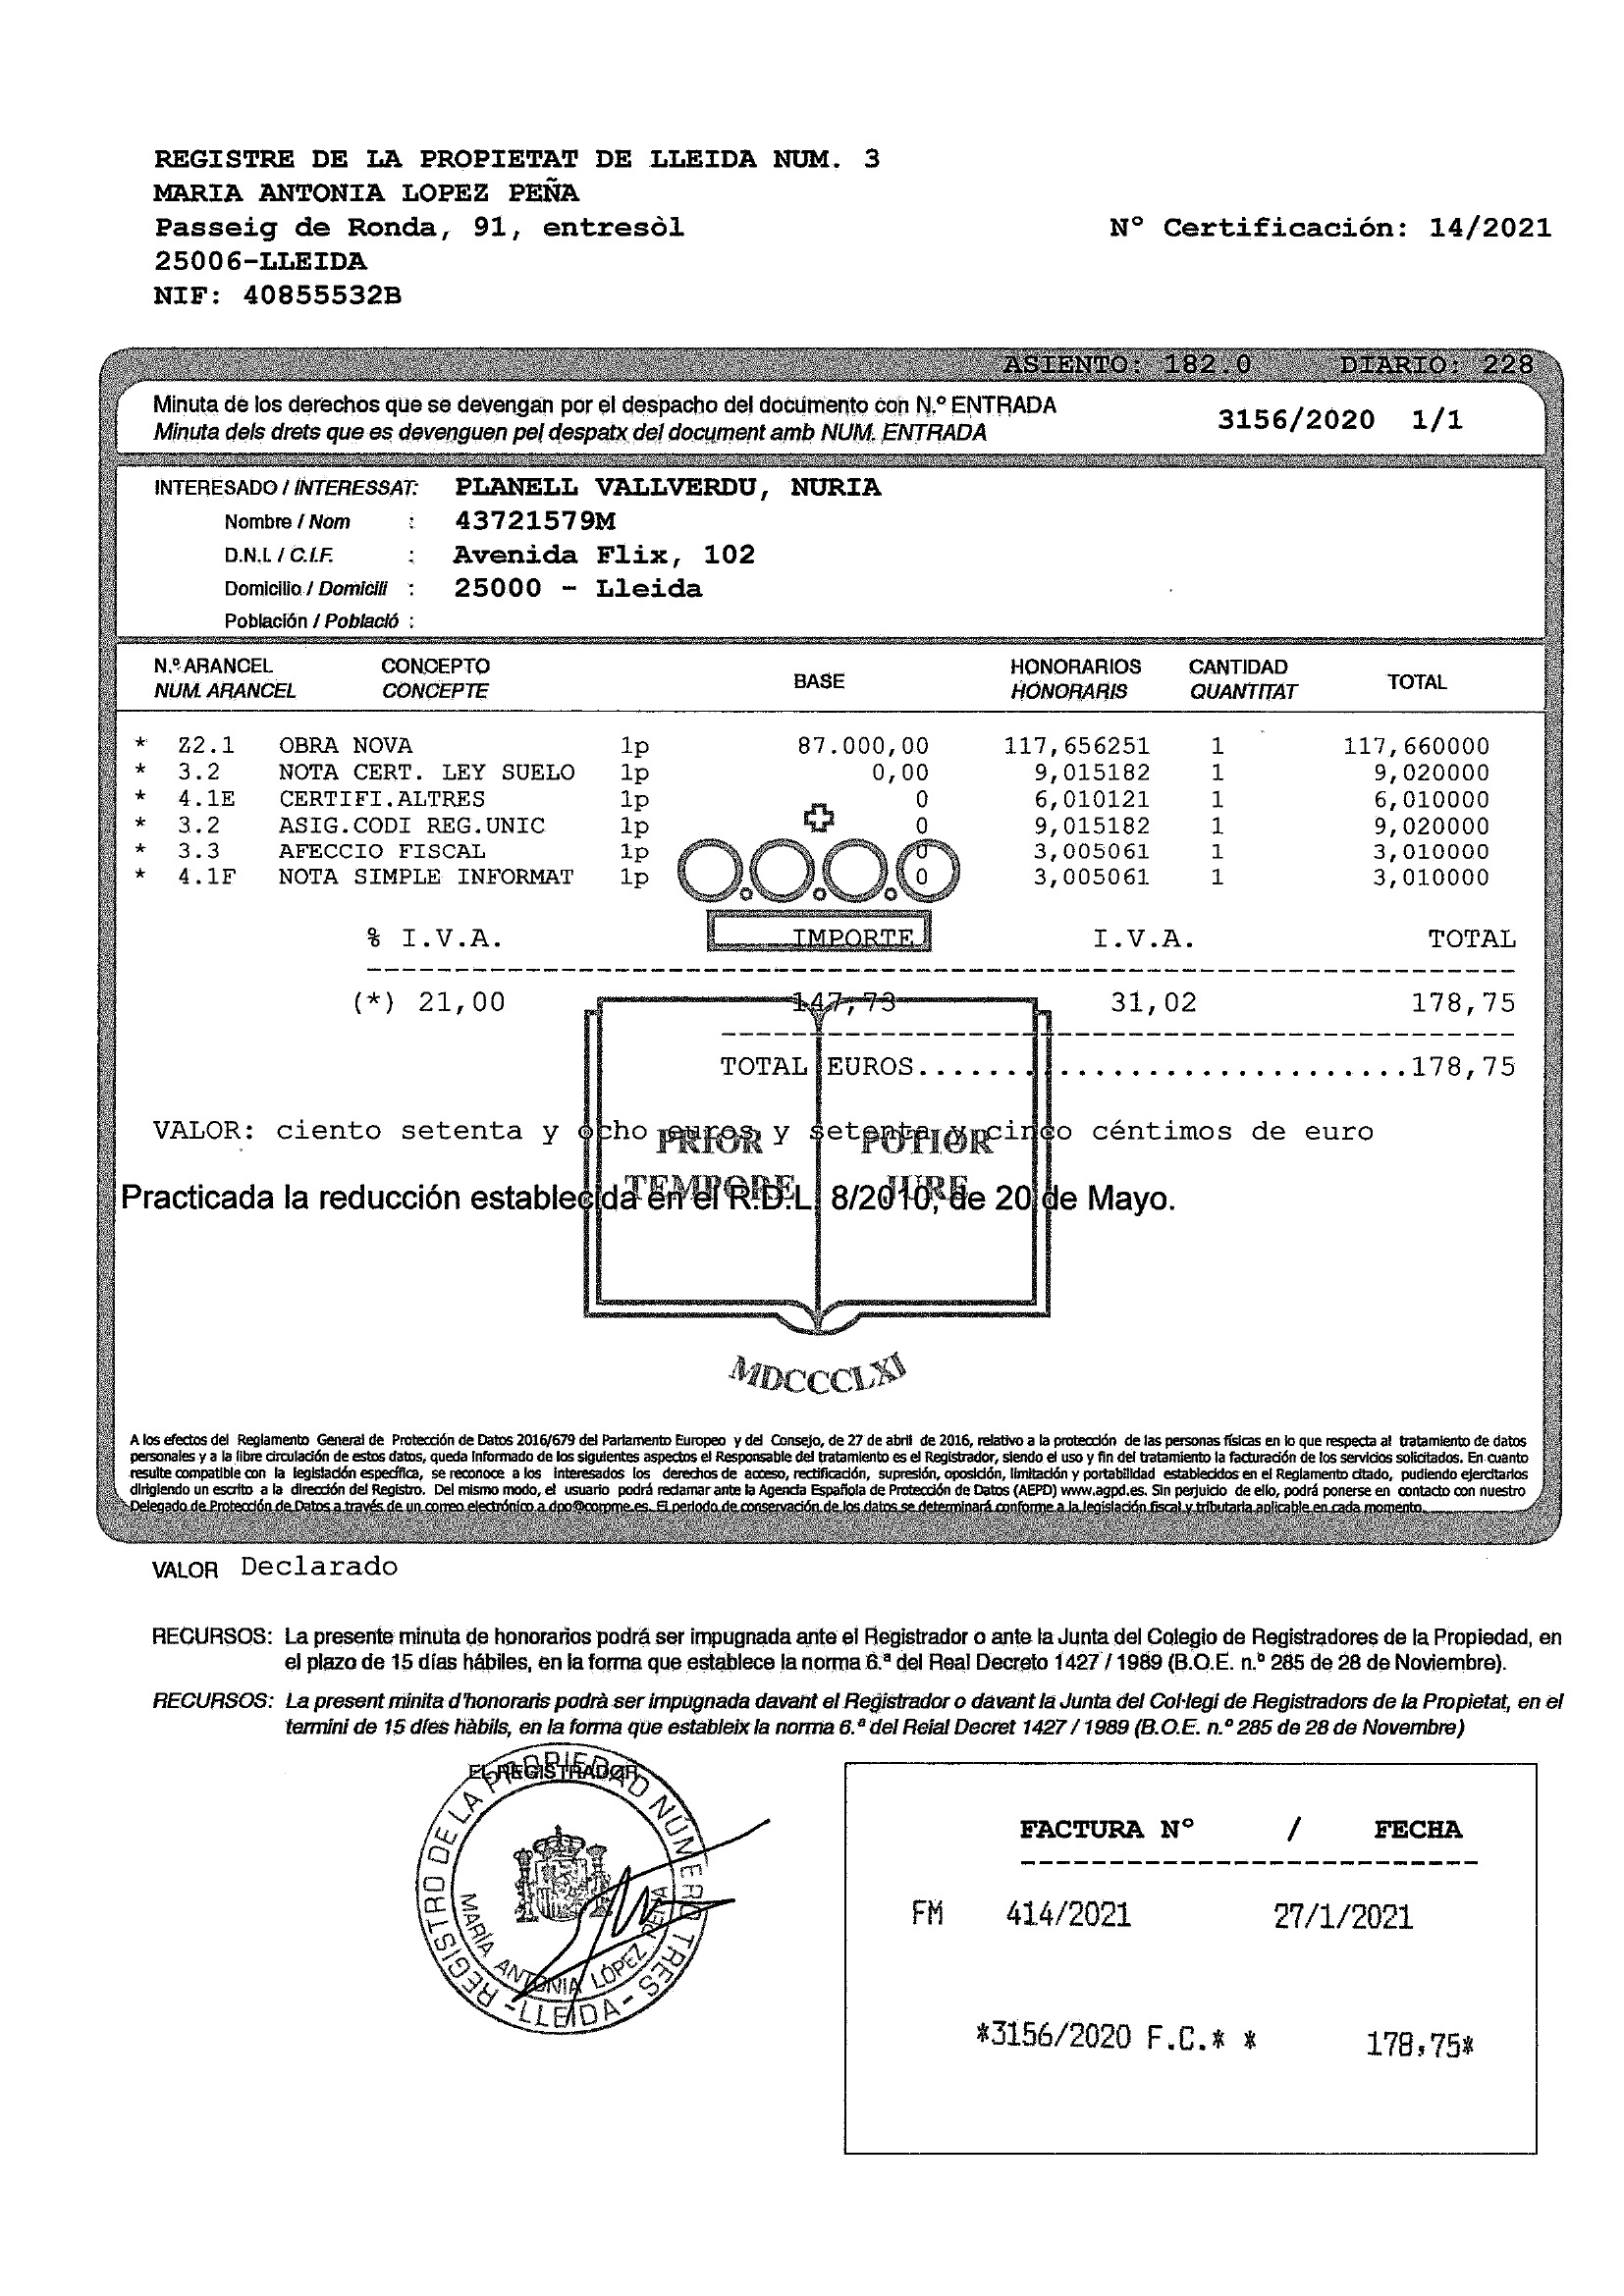 REGISTRE DE LA PROPIETAT DE LLEIDA NUM. 3
MARIA ANTONIA LOPEZ PEÑA
Passeig de Ronda, 91, entresòl
Nº Certificación: 14/2021
25006-LLEIDA
NIF: 40855532B
ASIENTO: 182.0 DIARIO: 228
Minuta de los derechos que se devengan por el despacho del documento con N.º ENTRADA
Minuta dels drets que es devenguen pel despatx del document amb NUM. ENTRADA
3156/2020 1/1
INTERESADO / INTERESSAT: PLANELL VALLVERDU, NURIA
Nombre / Nom : 43721579M
D.N.I. / C.I.F. : Avenida Flix, 102
Domicilio / Domicili : 25000 - Lleida
Población / Població :
N.º ARANCEL CONCEPTO BASE HONORARIOS CANTIDAD TOTAL
NUM. ARANCEL CONCEPTE HONORARIS QUANTITAT
* Z2.1 OBRA NOVA 1p 87.000,00 117,656251 1 117,660000
* 3.2 NOTA CERT. LEY SUELO 1p 0,00 9,015182 1 9,020000
* 4.1E CERTIFI.ALTRES 1p 0 6,010121 1 6,010000
* 3.2 ASIG.CODI REG.UNIC 1p 0 9,015182 1 9,020000
* 3.3 AFECCIO FISCAL 1p 0 3,005061 1 3,010000
* 4.1F NOTA SIMPLE INFORMAT 1p 0 3,005061 1 3,010000
% I.V.A. IMPORTE I.V.A. TOTAL
(*) 21,00 147,73 31,02 178,75
TOTAL EUROS..................................178,75
VALOR: ciento setenta y ocho euros y setenta y cinco céntimos de euro
PRIOR POTIOR
TEMPORE JURE
Practicada la reducción establecida en el R.D.L. 8/2010, de 20 de Mayo.
MDCCCLXI
A los efectos del Reglamento General de Protección de Datos 2016/679 del Parlamento Europeo y del Consejo, de 27 de abril de 2016, relativo a la protección de las personas físicas en lo que respecta al tratamiento de datos
personales y a la libre circulación de estos datos, queda informado de los siguientes aspectos el Responsable del tratamiento es el Registrador, siendo el uso y fin del tratamiento la facturación de los servicios solicitados. En cuanto
resulte compatible con la legislación específica, se reconoce a los interesados los derechos de acceso, rectificación, supresión, oposición, limitación y portabilidad establecidos en el Reglamento citado, pudiendo ejercitarlos
dirigiendo un escrito a la dirección del Registro. Del mismo modo, el usuario podrá reclamar ante la Agencia Española de Protección de Datos (AEPD) www.agpd.es. Sin perjuicio de ello, podrá ponerse en contacto con nuestro
Delegado de Protección de Datos a través de un correo electrónico a dpo@corpme.es. El periodo de conservación de los datos se determinará conforme a la legislación fiscal y tributaria aplicable en cada momento.
VALOR Declarado
RECURSOS: La presente minuta de honorarios podrá ser impugnada ante el Registrador o ante la Junta del Colegio de Registradores de la Propiedad, en
el plazo de 15 días hábiles, en la forma que establece la norma 6.ª del Real Decreto 1427 / 1989 (B.O.E. n.º 285 de 28 de Noviembre).
RECURSOS: La present minita d'honoraris podrà ser impugnada davant el Registrador o davant la Junta del Col·legi de Registradors de la Propietat, en el
termini de 15 díes hàbils, en la forma que estableix la norma 6.ª del Reial Decret 1427 / 1989 (B.O.E. n.º 285 de 28 de Novembre)
EL REGISTRADOR
REGISTRO DE LA PROPIEDAD NÚMERO TRES
-LLEIDA-
MARÍA ANTONIA LÓPEZ PEÑA
FACTURA Nº / FECHA
FM 414/2021 27/1/2021
*3156/2020 F.C.* * 178,75*